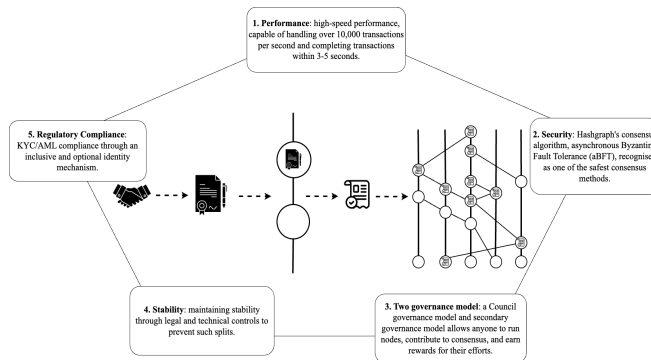 1. Performance: high-speed performance,
capable of handling over 10,000 transactions
per second and completing transactions
within 3-5 seconds.
5. Regulatory Compliance:
KYC/AML compliance through an
inclusive and optional identity
mechanism.
2. Security: Hashgraph's consensu
algorithm, asynchronous Byzantin
Fault Tolerance (aBFT), recognise
as one of the safest consensus
methods.
4. Stability: maintaining stability
through legal and technical controls to
prevent such splits.
3. Two governance model: a Council
governance model and secondary
governance model allows anyone to run
nodes, contribute to consensus, and earn
rewards for their efforts.